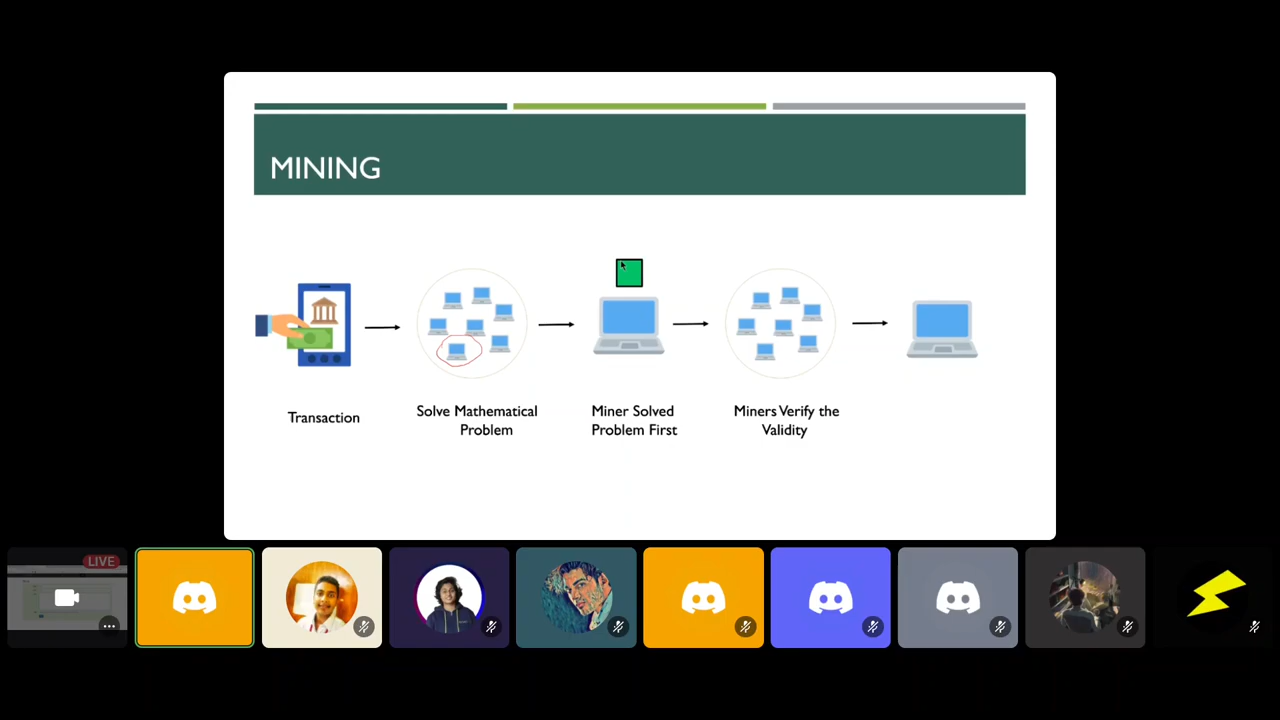 MINING
Transaction
Solve Mathematical
Problem
Miner Solved
Problem First
Miners Verify the
Validity
LIVE